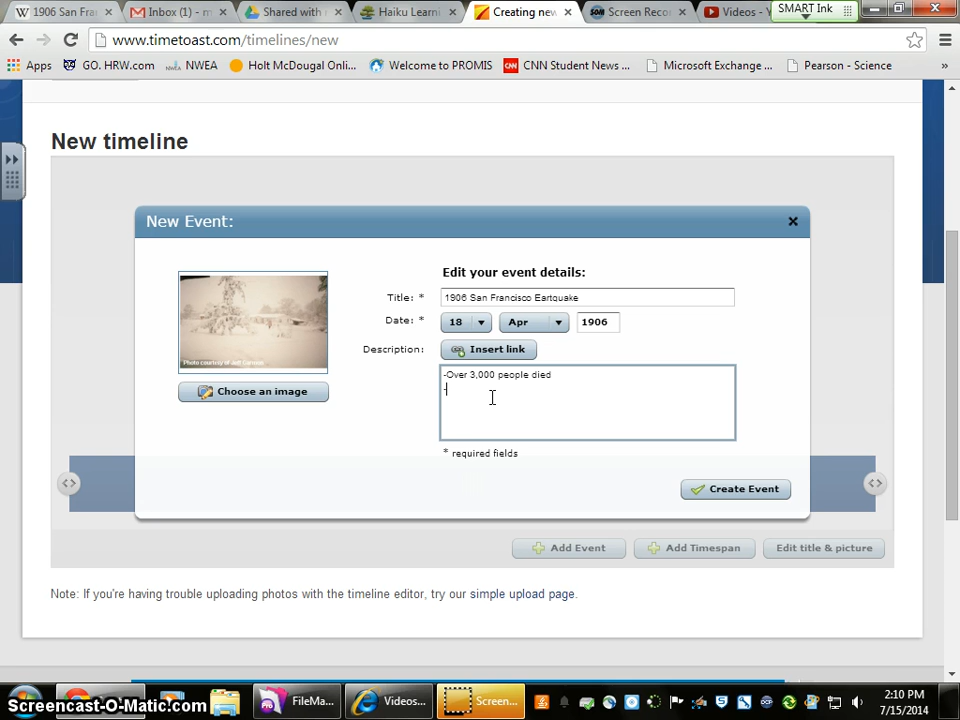 1906 San Fra
Inbox (1) - m
Shared with
Haiku Learni
Creating new
Screen Reco
Videos - Y
SMART Ink
www.timetoast.com/timelines/new
Apps
GO. HRW.com
NWEA
Holt McDougal Onli...
Welcome to PROMIS
CNN Student News ...
Microsoft Exchange ...
Pearson - Science
»
New timeline
New Event:
Edit your event details:
Title: * 1906 San Francisco Eartquake
Date: * 18 Apr 1906
Description: Insert link
-Over 3,000 people died
-
Photo courtesy of
Choose an image
* required fields
Create Event
Add Event
Add Timespan
Edit title & picture
Note: If you're having trouble uploading photos with the timeline editor, try our simple upload page.
FileMa...
Videos...
Screen...
2:10 PM
7/15/2014
Screencast-O-Matic.com